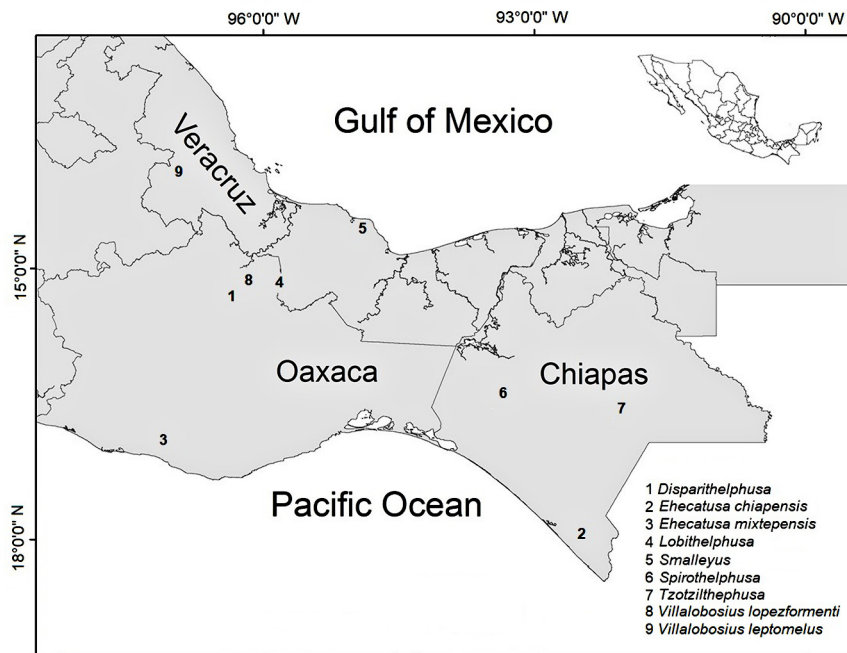 96°0'0" W 93°0'0" W 90°0'0" W
Gulf of Mexico
Veracruz
9
5
15°0'0" N
8 4
1
Oaxaca
Chiapas
6
7
3
Pacific Ocean
2
18°0'0" N
1 Disparithelphusa
2 Ehecatusa chiapensis
3 Ehecatusa mixtepensis
4 Lobithelphusa
5 Smalleyus
6 Spirothelphusa
7 Tzotzilthephusa
8 Villalobosius lopezformenti
9 Villalobosius leptomelus